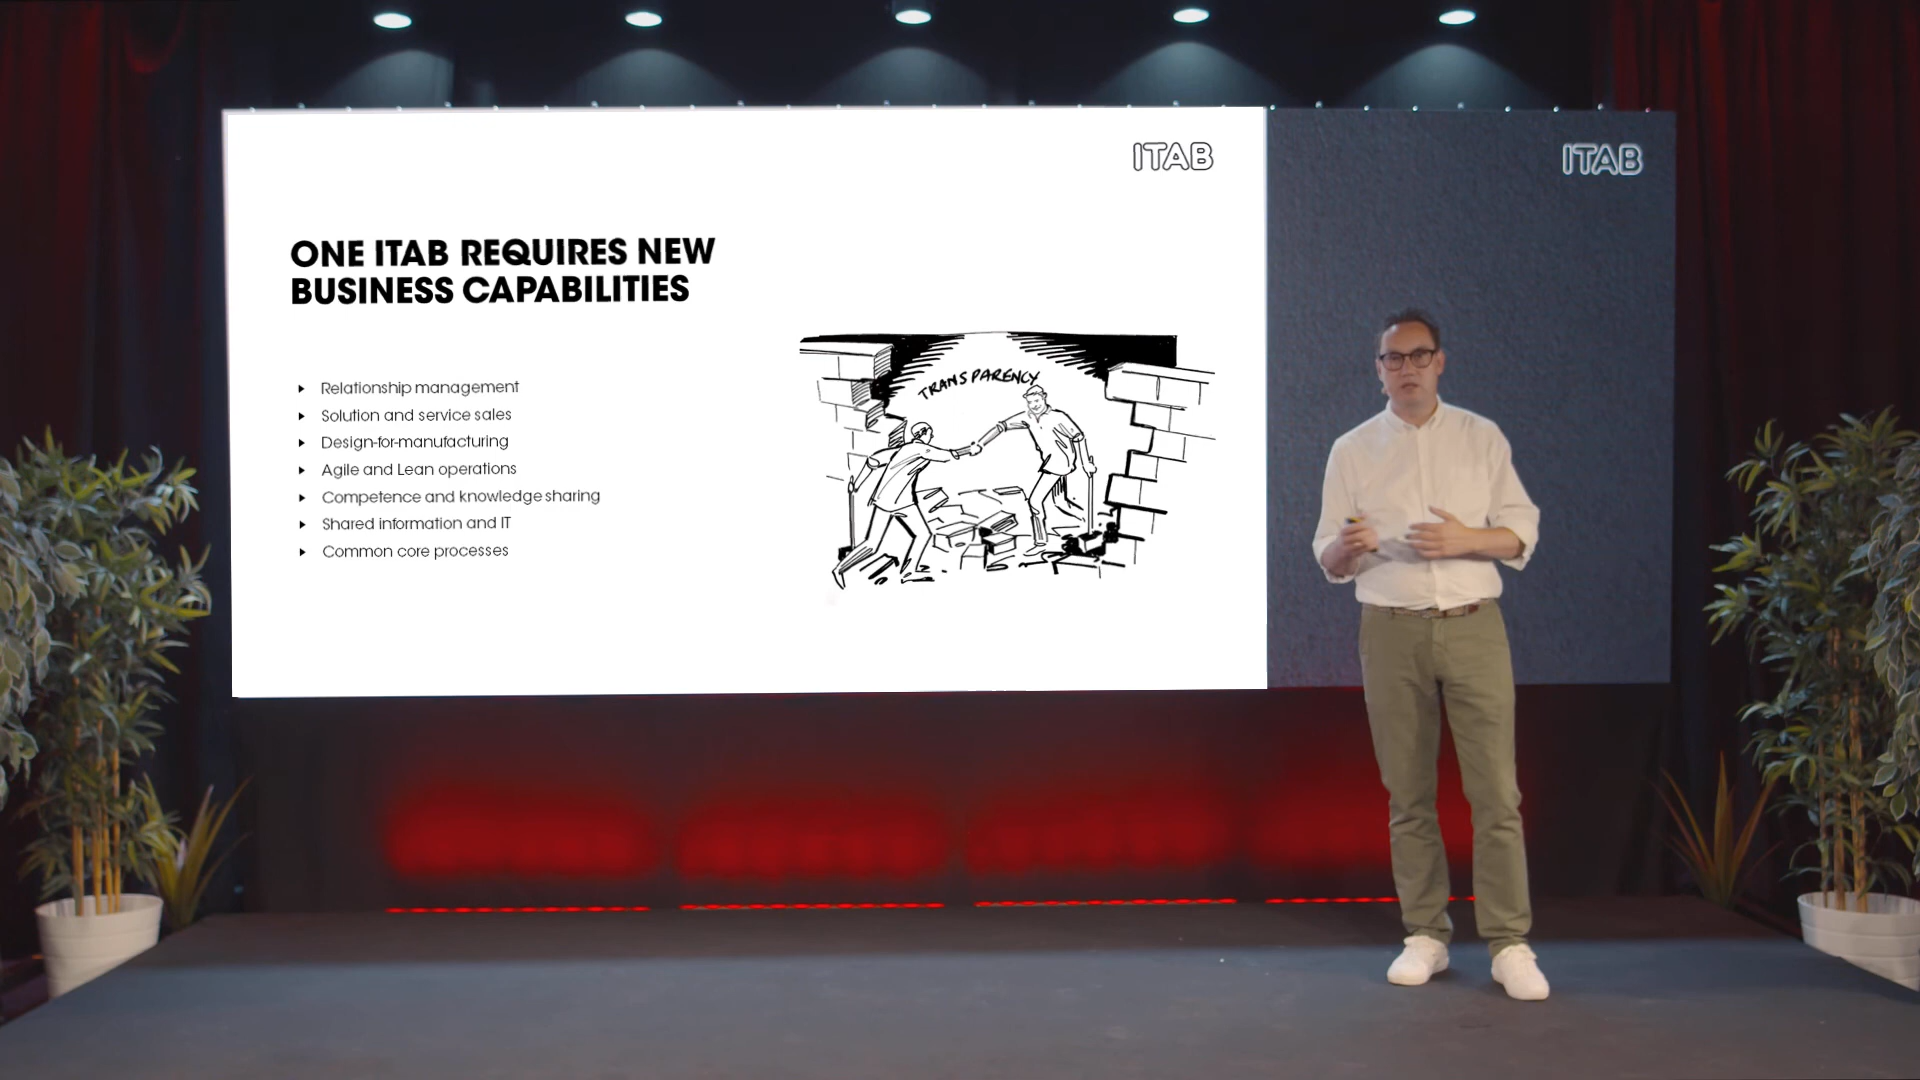 ITAB
ITAB
ONE ITAB REQUIRES NEW
BUSINESS CAPABILITIES
TRANSPARENCY
Relationship management
Solution and service sales
Design-for-manufacturing
Agile and Lean operations
Competence and knowledge sharing
Shared information and IT
Common core processes